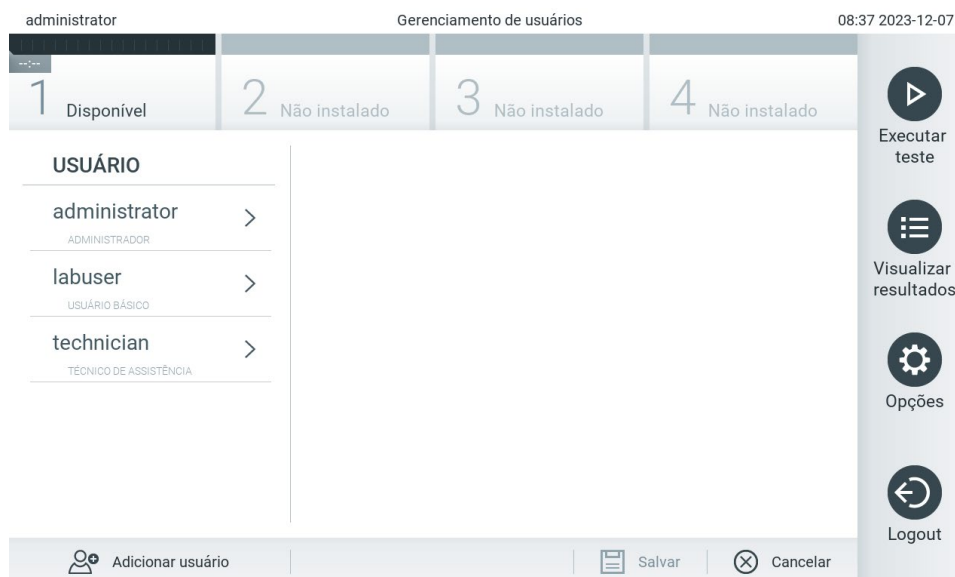 administrator
Gerenciamento de usuários
08:37 2023-12-07
--:--
1 Disponível
2 Não instalado
3 Não instalado
4 Não instalado
Executar
teste
Visualizar
resultados
Opções
Logout
USUÁRIO
administrator
ADMINISTRADOR
labuser
USUÁRIO BÁSICO
technician
TÉCNICO DE ASSISTÊNCIA
Adicionar usuário
Salvar
Cancelar